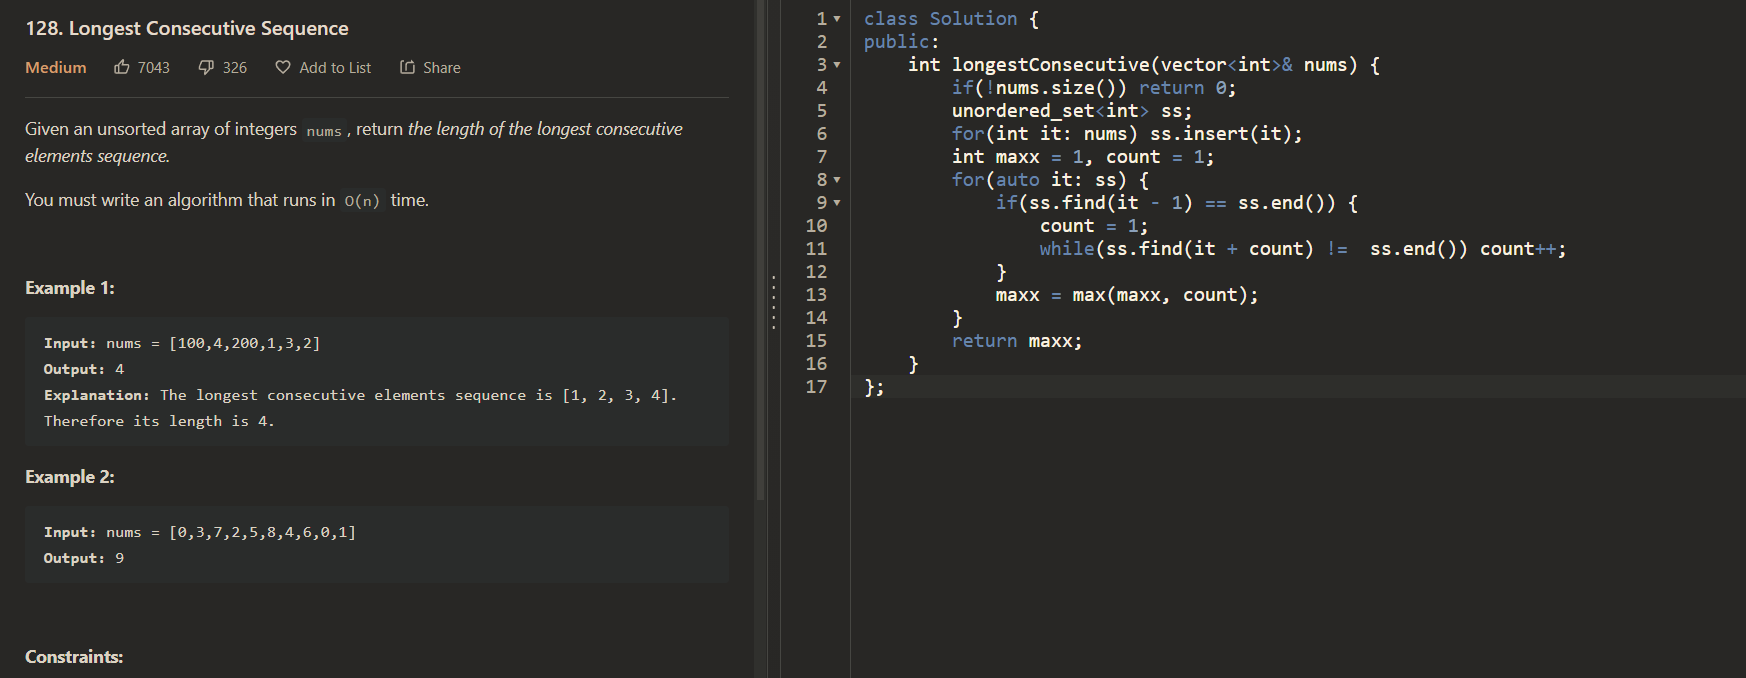 128. Longest Consecutive Sequence
Medium 7043 326 Add to List Share
Given an unsorted array of integers nums, return the length of the longest consecutive
elements sequence.
You must write an algorithm that runs in O(n) time.
Example 1:
Input: nums = [100,4,200,1,3,2]
Output: 4
Explanation: The longest consecutive elements sequence is [1, 2, 3, 4].
Therefore its length is 4.
Example 2:
Input: nums = [0,3,7,2,5,8,4,6,0,1]
Output: 9
Constraints:
1 class Solution {
2 public:
3     int longestConsecutive(vector<int>& nums) {
4         if(!nums.size()) return 0;
5         unordered_set<int> ss;
6         for(int it: nums) ss.insert(it);
7         int maxx = 1, count = 1;
8         for(auto it: ss) {
9             if(ss.find(it - 1) == ss.end()) {
10                 count = 1;
11                 while(ss.find(it + count) !=  ss.end()) count++;
12             }
13             maxx = max(maxx, count);
14         }
15         return maxx;
16     }
17 };